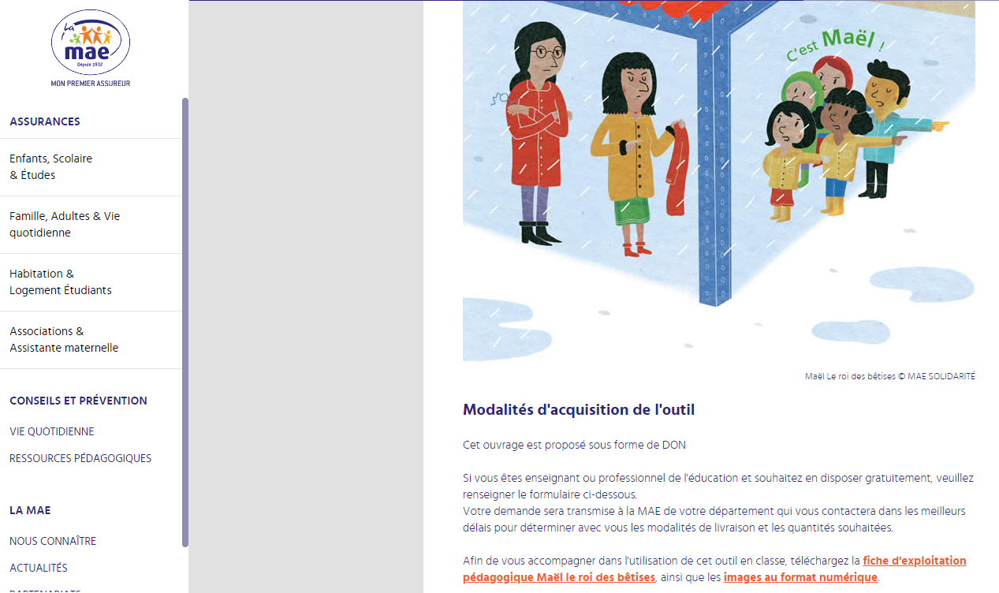 La
mae
Depuis 1932
MON PREMIER ASSUREUR
ASSURANCES
Enfants, Scolaire
& Études
Famille, Adultes & Vie
quotidienne
Habitation &
Logement Étudiants
Associations &
Assistante maternelle
CONSEILS ET PRÉVENTION
VIE QUOTIDIENNE
RESSOURCES PÉDAGOGIQUES
LA MAE
NOUS CONNAÎTRE
ACTUALITÉS
PARTENARIATS
C'est Maël !
Maël Le roi des bêtises © MAE SOLIDARITÉ
Modalités d'acquisition de l'outil
Cet ouvrage est proposé sous forme de DON
Si vous êtes enseignant ou professionnel de l'éducation et souhaitez en disposer gratuitement, veuillez
renseigner le formulaire ci-dessous.
Votre demande sera transmise à la MAE de votre département qui vous contactera dans les meilleurs
délais pour déterminer avec vous les modalités de livraison et les quantités souhaitées.
Afin de vous accompagner dans l'utilisation de cet outil en classe, téléchargez la fiche d'exploitation
pédagogique Maël le roi des bêtises, ainsi que les images au format numérique.